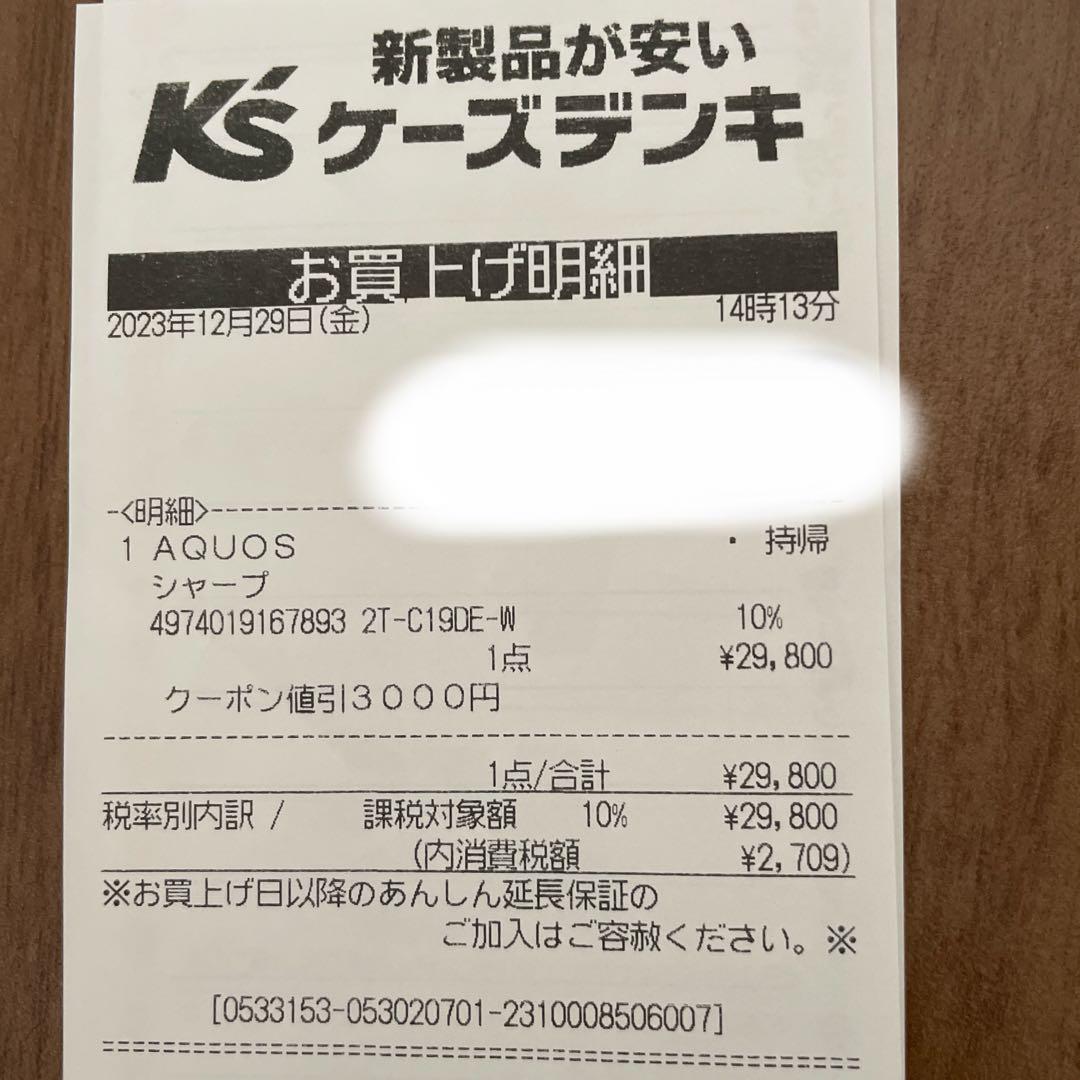 新製品が安い
K's ケーズデンキ
お買上げ明細
2023年12月29日(金) 14時13分
-<明細>-
1 AQUOS ・ 持帰
シャープ
4974019167893 2T-C19DE-W 10%
1点 ¥29,800
クーポン値引3000円
1点/合計 ¥29,800
税率別内訳 / 課税対象額 10% ¥29,800
(内消費税額 ¥2,709)
※お買上げ日以降のあんしん延長保証の
ご加入はご容赦ください。※
[0533153-053020701-2310008506007]